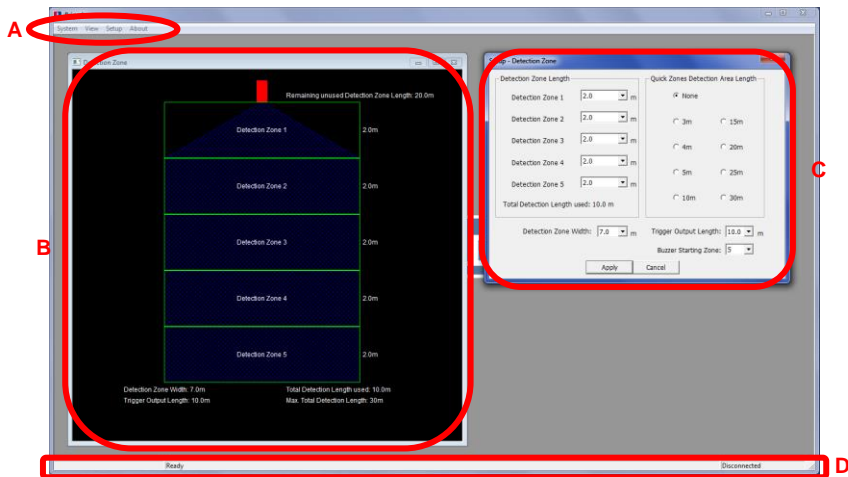 A
System View Setup About
Detection Zone
Remaining unused Detection Zone Length: 20.0m
Detection Zone 1 2.0m
Detection Zone 2 2.0m
Detection Zone 3 2.0m
Detection Zone 4 2.0m
Detection Zone 5 2.0m
Detection Zone Width: 7.0m Total Detection Length used: 10.0m
Trigger Output Length: 10.0m Max. Total Detection Length: 30m
B
Setup - Detection Zone
Detection Zone Length Quick Zones Detection Area Length
Detection Zone 1 2.0 m None
Detection Zone 2 2.0 m 3m 15m
Detection Zone 3 2.0 m 4m 20m
Detection Zone 4 2.0 m 5m 25m
Detection Zone 5 2.0 m 10m 30m
Total Detection Length used: 10.0 m
Detection Zone Width: 7.0 m Trigger Output Length: 10.0 m
Buzzer Starting Zone: 5
Apply Cancel
C
Ready Disconnected
D